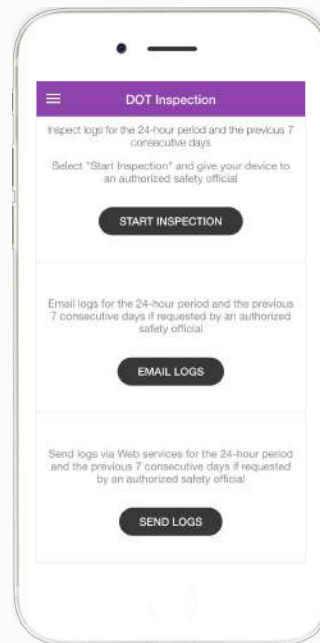 DOT Inspection
Inspect logs for the 24-hour period and the previous 7
consecutive days
Select "Start Inspection" and give your device to
an authorized safety official
START INSPECTION
Email logs for the 24-hour period and the previous
7 consecutive days if requested by an authorized
safety official
EMAIL LOGS
Send logs via Web services for the 24-hour period
and the previous 7 consecutive days if requested
by an authorized safety official
SEND LOGS